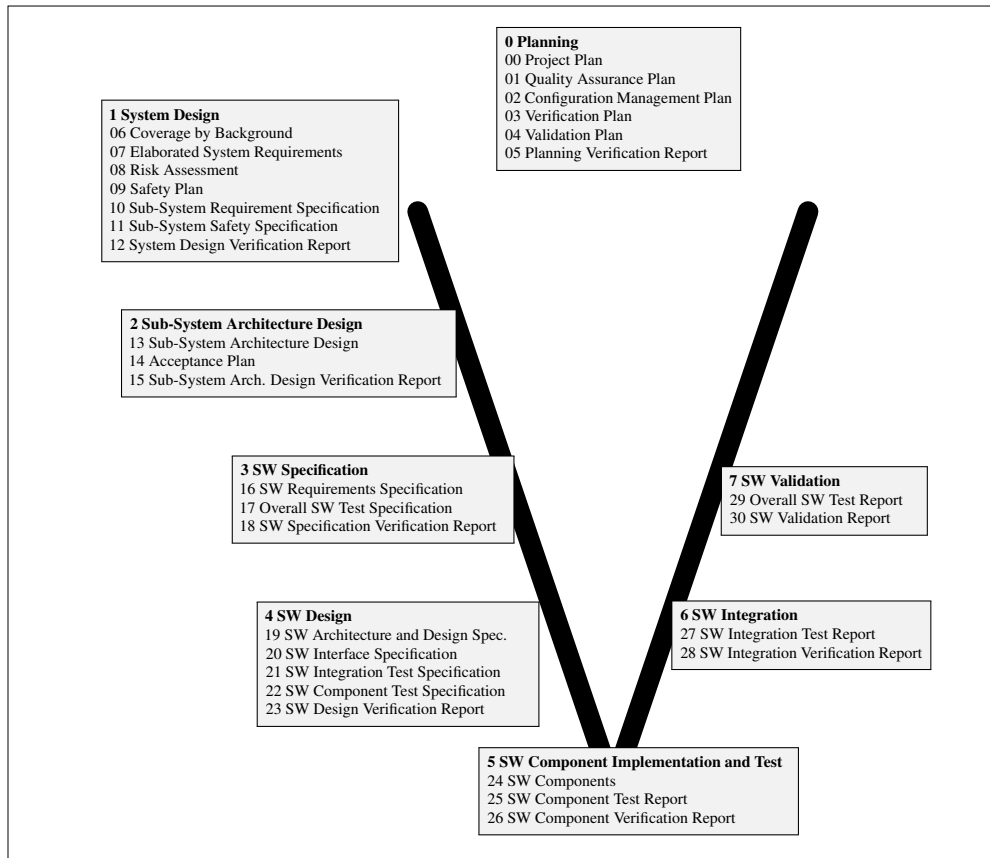 0 Planning
00 Project Plan
01 Quality Assurance Plan
02 Configuration Management Plan
03 Verification Plan
04 Validation Plan
05 Planning Verification Report
1 System Design
06 Coverage by Background
07 Elaborated System Requirements
08 Risk Assessment
09 Safety Plan
10 Sub-System Requirement Specification
11 Sub-System Safety Specification
12 System Design Verification Report
2 Sub-System Architecture Design
13 Sub-System Architecture Design
14 Acceptance Plan
15 Sub-System Arch. Design Verification Report
3 SW Specification
16 SW Requirements Specification
17 Overall SW Test Specification
18 SW Specification Verification Report
4 SW Design
19 SW Architecture and Design Spec.
20 SW Interface Specification
21 SW Integration Test Specification
22 SW Component Test Specification
23 SW Design Verification Report
5 SW Component Implementation and Test
24 SW Components
25 SW Component Test Report
26 SW Component Verification Report
6 SW Integration
27 SW Integration Test Report
28 SW Integration Verification Report
7 SW Validation
29 Overall SW Test Report
30 SW Validation Report